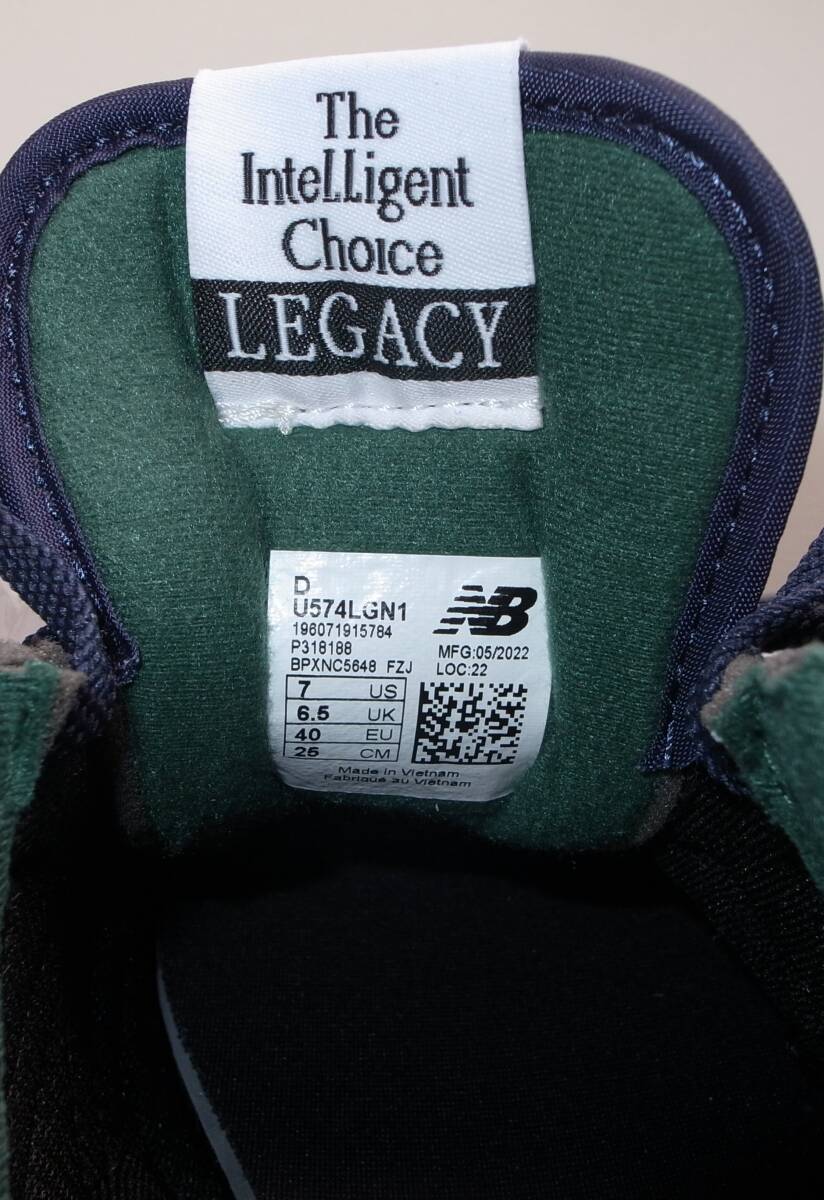 The
Intelligent
Choice
LEGACY
D
U574LGN1
196071915784
P318188
BPXNC5648 FZJ
NB
MFG:05/2022
LOC:22
7 US
6.5 UK
40 EU
25 CM
Made in Vietnam
Fabriqué au Vietnam